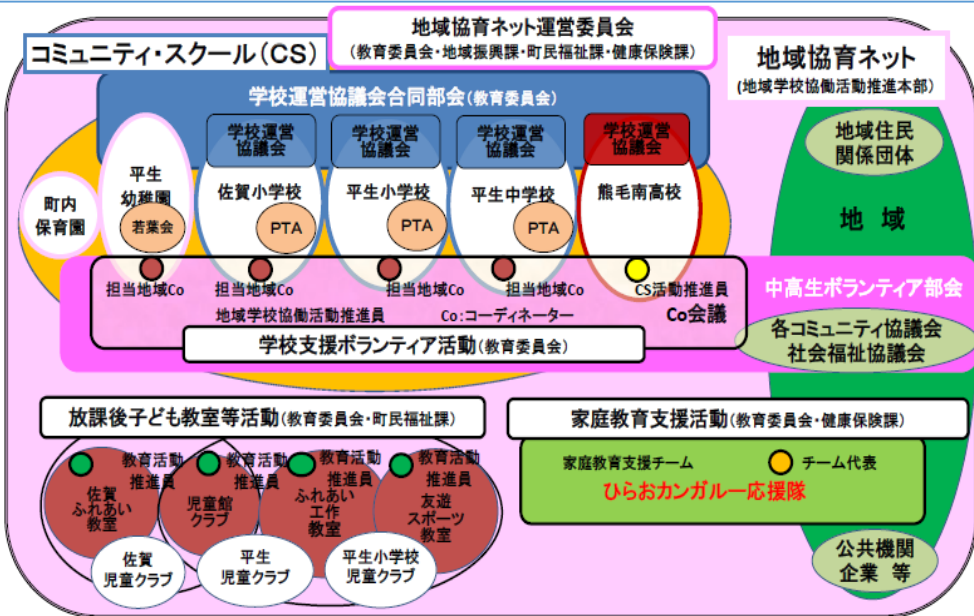 地域協育ネット運営委員会
(教育委員会・地域振興課・町民福祉課・健康保険課)
コミュニティ・スクール(CS)
地域協育ネット
(地域学校協働活動推進本部)
学校運営協議会合同部会(教育委員会)
学校運営
協議会
学校運営
協議会
学校運営
協議会
学校運営
協議会
地域住民
関係団体
町内
保育園
平生
幼稚園
若葉会
佐賀小学校
PTA
平生小学校
PTA
平生中学校
PTA
熊毛南高校
地 域
担当地域Co
担当地域Co
担当地域Co
担当地域Co
CS活動推進員
地域学校協働活動推進員
Co:コーディネーター
Co会議
中高生ボランティア部会
学校支援ボランティア活動(教育委員会)
各コミュニティ協議会
社会福祉協議会
放課後子ども教室等活動(教育委員会・町民福祉課)
教育活動
推進員
教育活動
推進員
教育活動
推進員
教育活動
推進員
佐賀
ふれあい
教室
児童館
クラブ
ふれあい
工作
教室
友遊
スポーツ
教室
佐賀
児童クラブ
平生
児童クラブ
平生小学校
児童クラブ
家庭教育支援活動(教育委員会・健康保険課)
家庭教育支援チーム
チーム代表
ひらおカンガルー応援隊
公共機関
企業 等